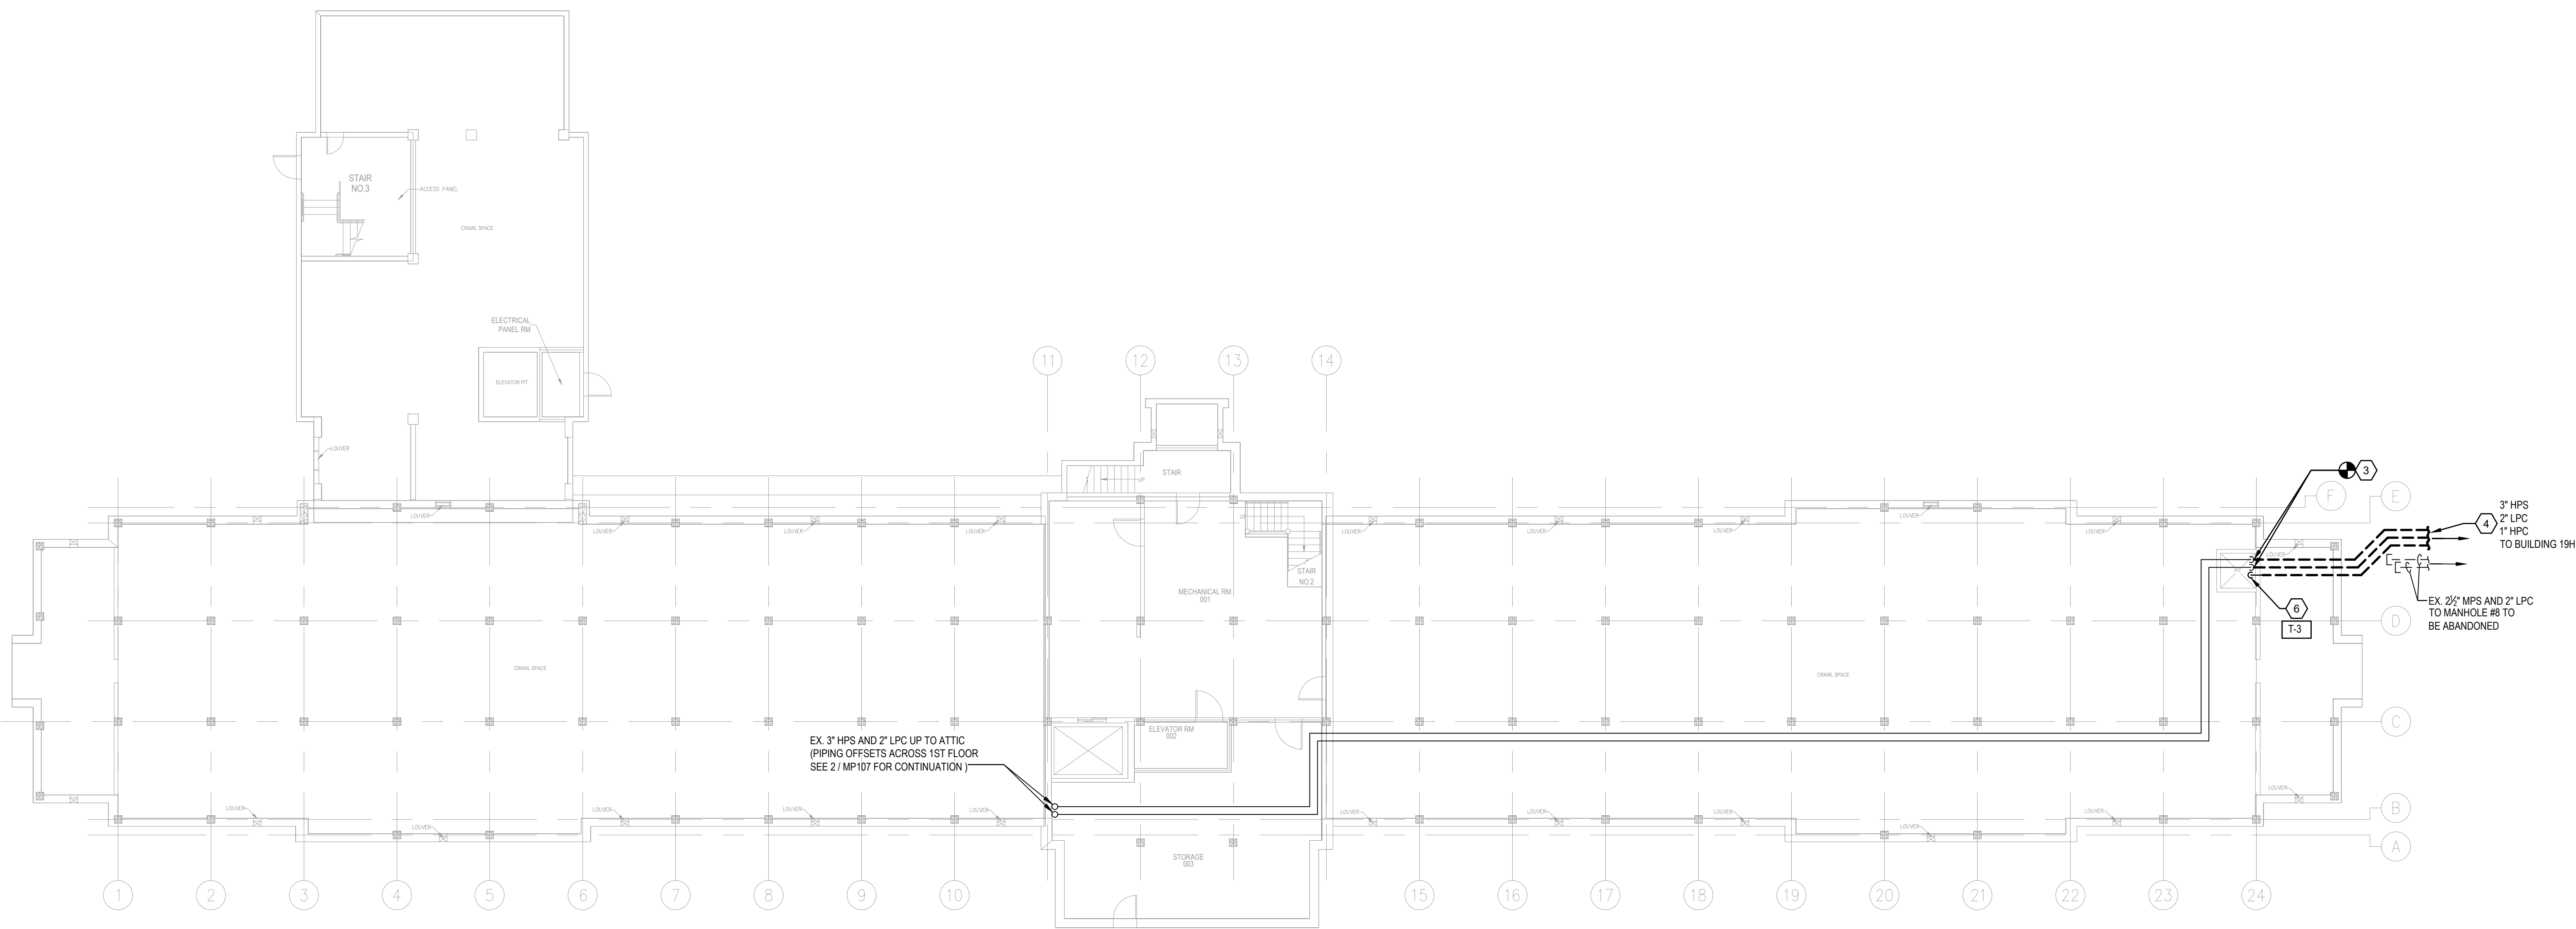 STAIR
NO.3
ACCESS PANEL
CRAWL SPACE
ELECTRICAL
PANEL RM
ELEVATOR PIT
LOUVER
11
12
13
14
STAIR
UP
UP
3
F
E
3" HPS
2" LPC
1" HPC
TO BUILDING 19H
4
LOUVER
LOUVER
LOUVER
LOUVER
LOUVER
LOUVER
LOUVER
LOUVER
LOUVER
LOUVER
STAIR
NO.2
MECHANICAL RM
001
6
T-3
EX. 2½" MPS AND 2" LPC
TO MANHOLE #8 TO
BE ABANDONED
D
CRAWL SPACE
CRAWL SPACE
C
ELEVATOR RM
002
EX. 3" HPS AND 2" LPC UP TO ATTIC
(PIPING OFFSETS ACROSS 1ST FLOOR
SEE 2 / MP107 FOR CONTINUATION )
LOUVER
LOUVER
LOUVER
LOUVER
LOUVER
LOUVER
LOUVER
LOUVER
LOUVER
LOUVER
LOUVER
B
A
STORAGE
003
1
2
3
4
5
6
7
8
9
10
15
16
17
18
19
20
21
22
23
24